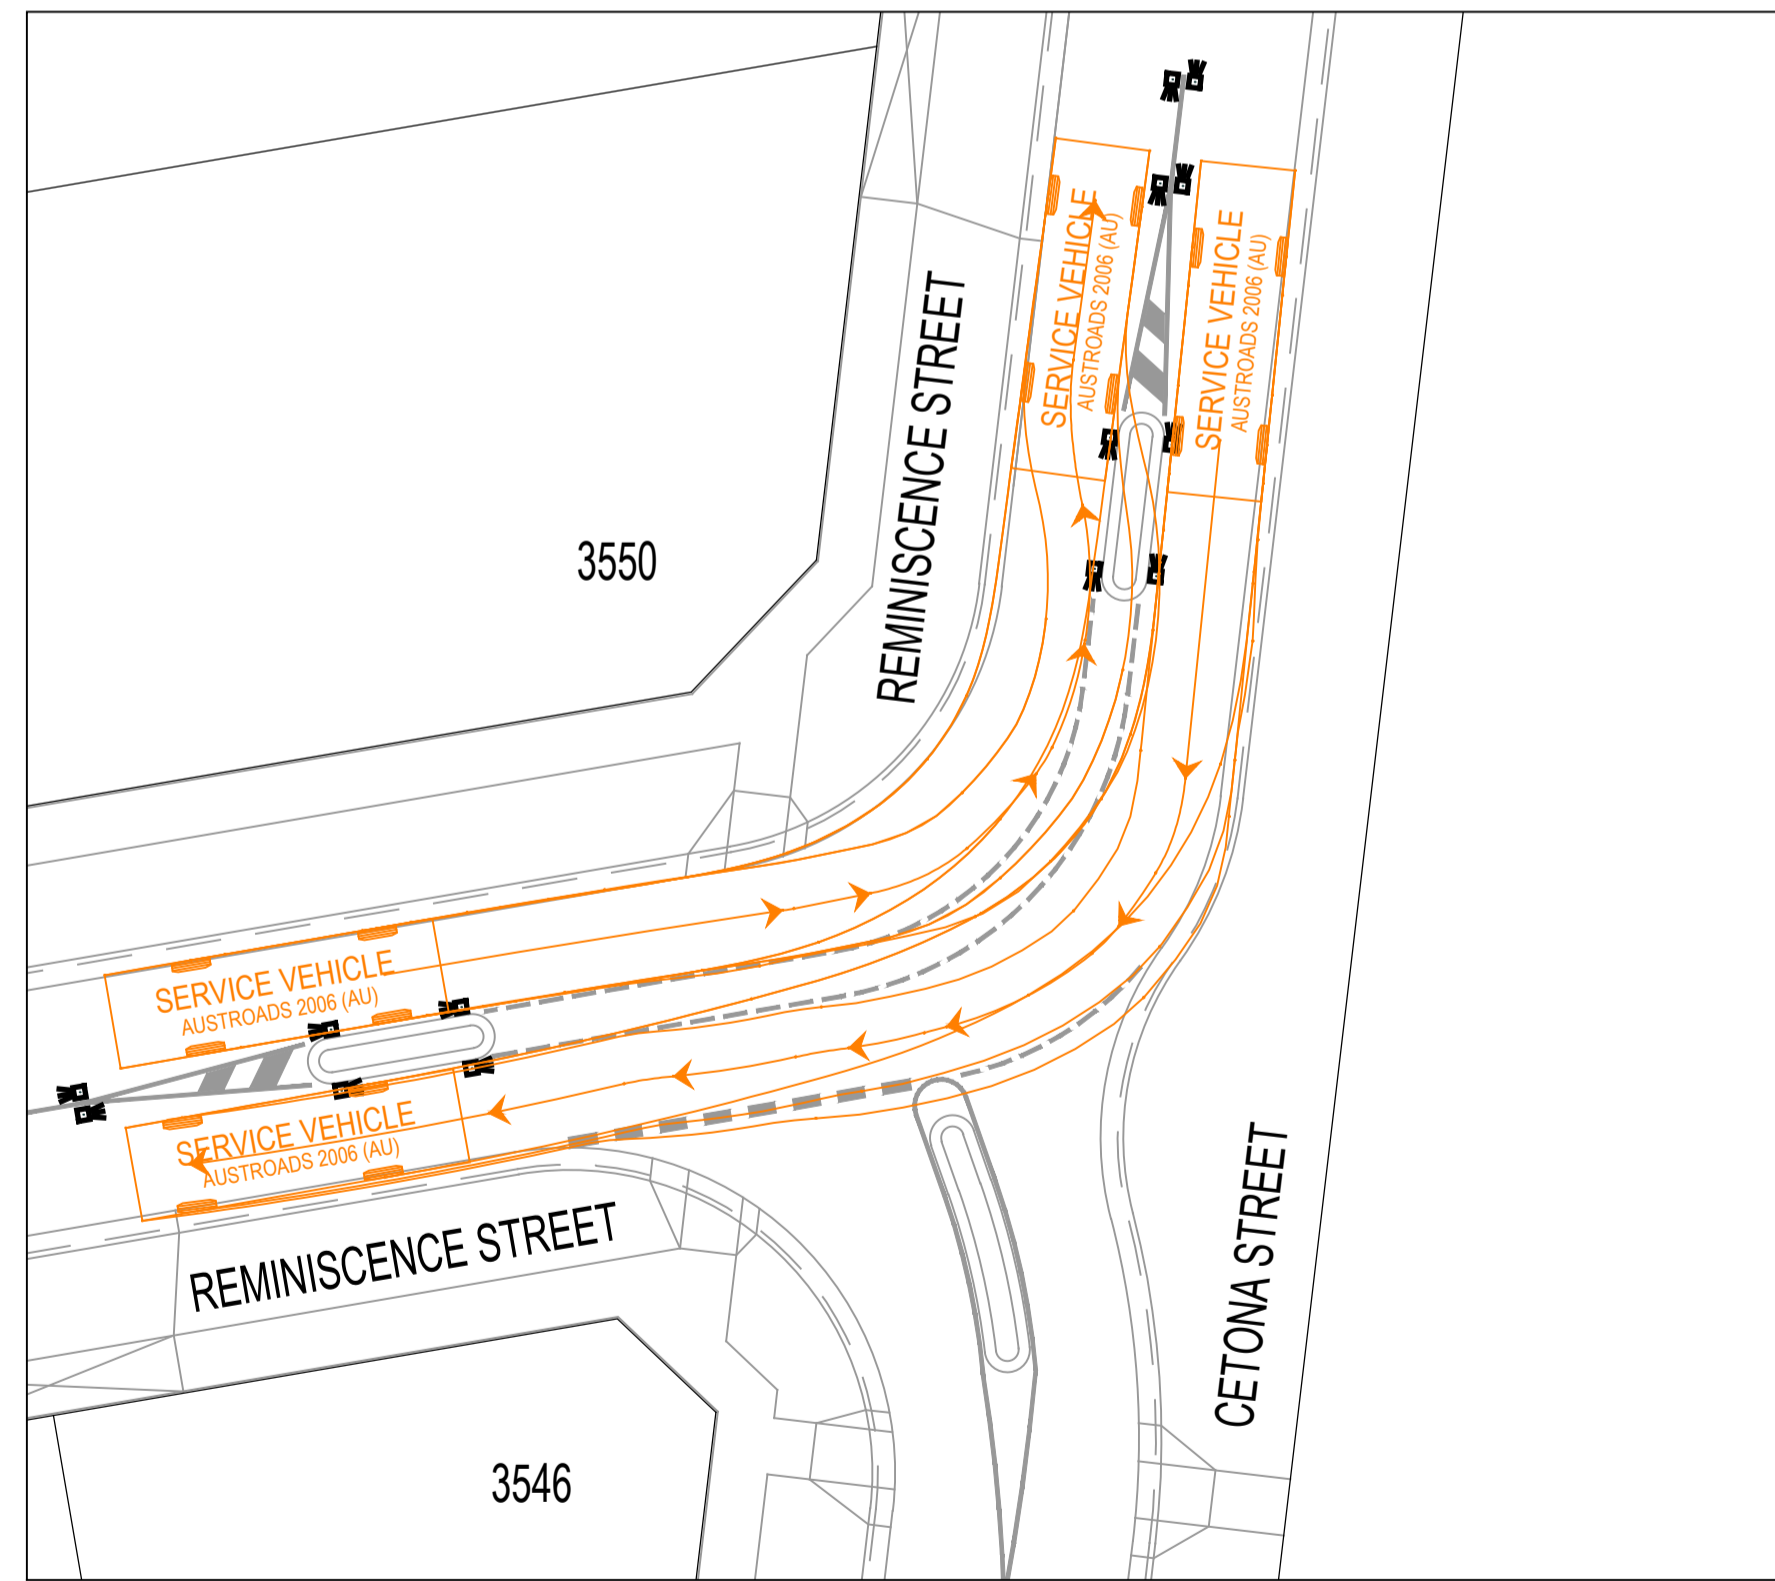 SERVICE VEHICLE
AUSTROADS 2006 (AU)
SERVICE VEHICLE
AUSTROADS 2006 (AU)
REMINISCENCE STREET
3550
SERVICE VEHICLE
AUSTROADS 2006 (AU)
SERVICE VEHICLE
AUSTROADS 2006 (AU)
REMINISCENCE STREET
CETONA STREET
3546